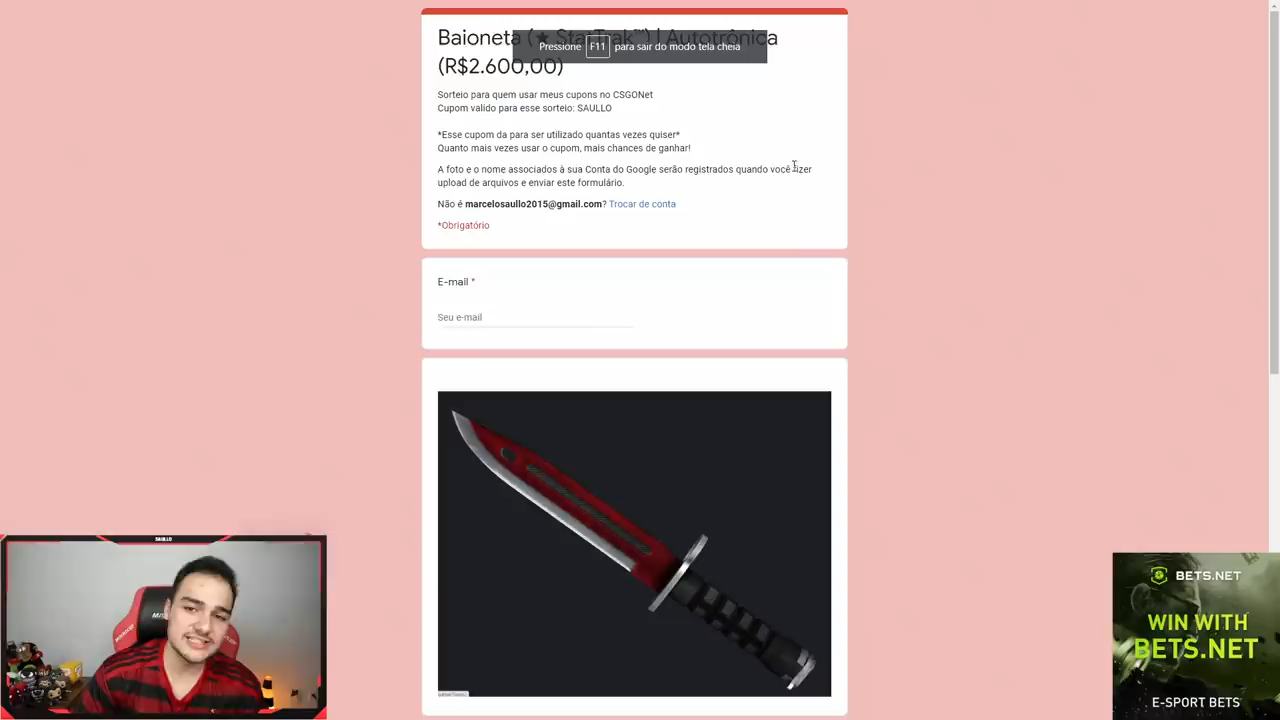 Baioneta (★ StatTrak™) | Autotrônica
(R$2.600,00)
Pressione F11 para sair do modo tela cheia
Sorteio para quem usar meus cupons no CSGONet
Cupom valido para esse sorteio: SAULLO
*Esse cupom da para ser utilizado quantas vezes quiser*
Quanto mais vezes usar o cupom, mais chances de ganhar!
A foto e o nome associados à sua Conta do Google serão registrados quando você fizer
upload de arquivos e enviar este formulário.
Não é marcelosaullo2015@gmail.com? Trocar de conta
*Obrigatório
E-mail *
Seu e-mail
SAULLO
BETS.NET
WIN WITH
BETS.NET
E-SPORT BETS